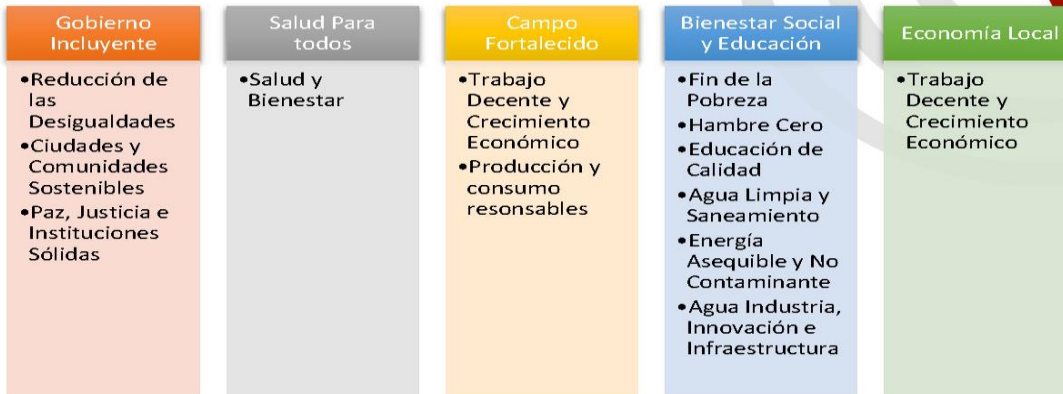 Gobierno
Incluyente
•Reducción de
las
Desigualdades
•Ciudades y
Comunidades
Sostenibles
•Paz, Justicia e
Instituciones
Sólidas
Salud Para
todos
•Salud y
Bienestar
Campo
Fortalecido
•Trabajo
Decente y
Crecimiento
Económico
•Producción y
consumo
resonsables
Bienestar Social
y Educación
•Fin de la
Pobreza
•Hambre Cero
•Educación de
Calidad
•Agua Limpia y
Saneamiento
•Energía
Asequible y No
Contaminante
•Agua Industria,
Innovación e
Infraestructura
Economía Local
•Trabajo
Decente y
Crecimiento
Económico